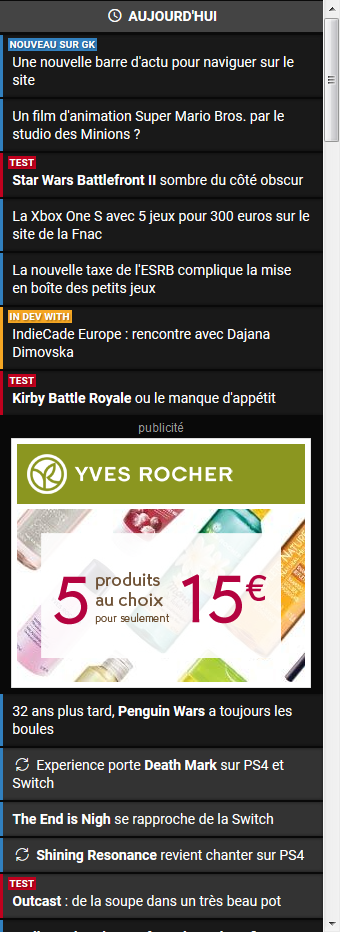 AUJOURD'HUI
NOUVEAU SUR GK
Une nouvelle barre d'actu pour naviguer sur le
site
Un film d'animation Super Mario Bros. par le
studio des Minions ?
TEST
Star Wars Battlefront II sombre du côté obscur
La Xbox One S avec 5 jeux pour 300 euros sur le
site de la Fnac
La nouvelle taxe de l'ESRB complique la mise
en boîte des petits jeux
IN DEV WITH
IndieCade Europe : rencontre avec Dajana
Dimovska
TEST
Kirby Battle Royale ou le manque d'appétit
publicité
YVES ROCHER
5 produits
au choix
pour seulement
15€
32 ans plus tard, Penguin Wars a toujours les
boules
Experience porte Death Mark sur PS4 et
Switch
The End is Nigh se rapproche de la Switch
Shining Resonance revient chanter sur PS4
TEST
Outcast : de la soupe dans un très beau pot